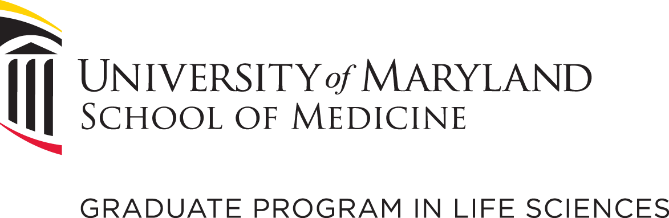 UNIVERSITY of MARYLAND
SCHOOL OF MEDICINE
GRADUATE PROGRAM IN LIFE SCIENCES